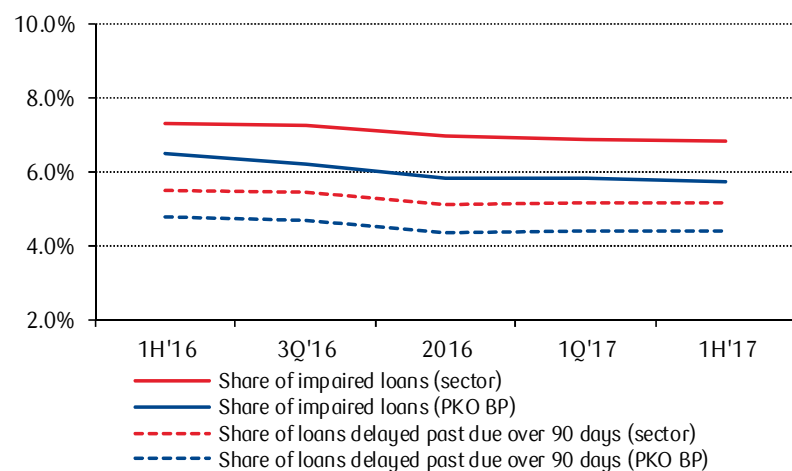 10.0%
8.0%
6.0%
4.0%
2.0%
1H'16 3Q'16 2016 1Q'17 1H'17
Share of impaired loans (sector)
Share of impaired loans (PKO BP)
Share of loans delayed past due over 90 days (sector)
Share of loans delayed past due over 90 days (PKO BP)